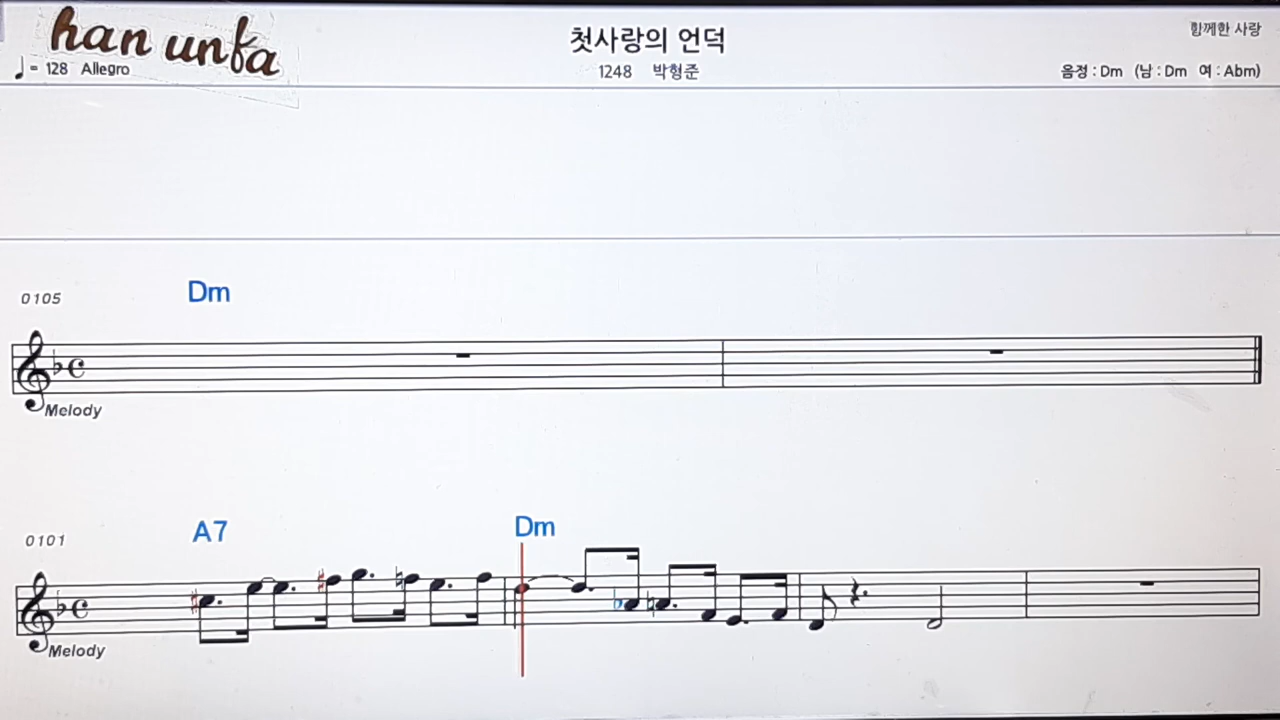 han unfa
첫사랑의 언덕
함께한 사랑
♩= 128 Allegro
1248 박형준
음정 : Dm (남 : Dm 여 : Abm)
Dm
0105
Melody
A7
Dm
0101
Melody